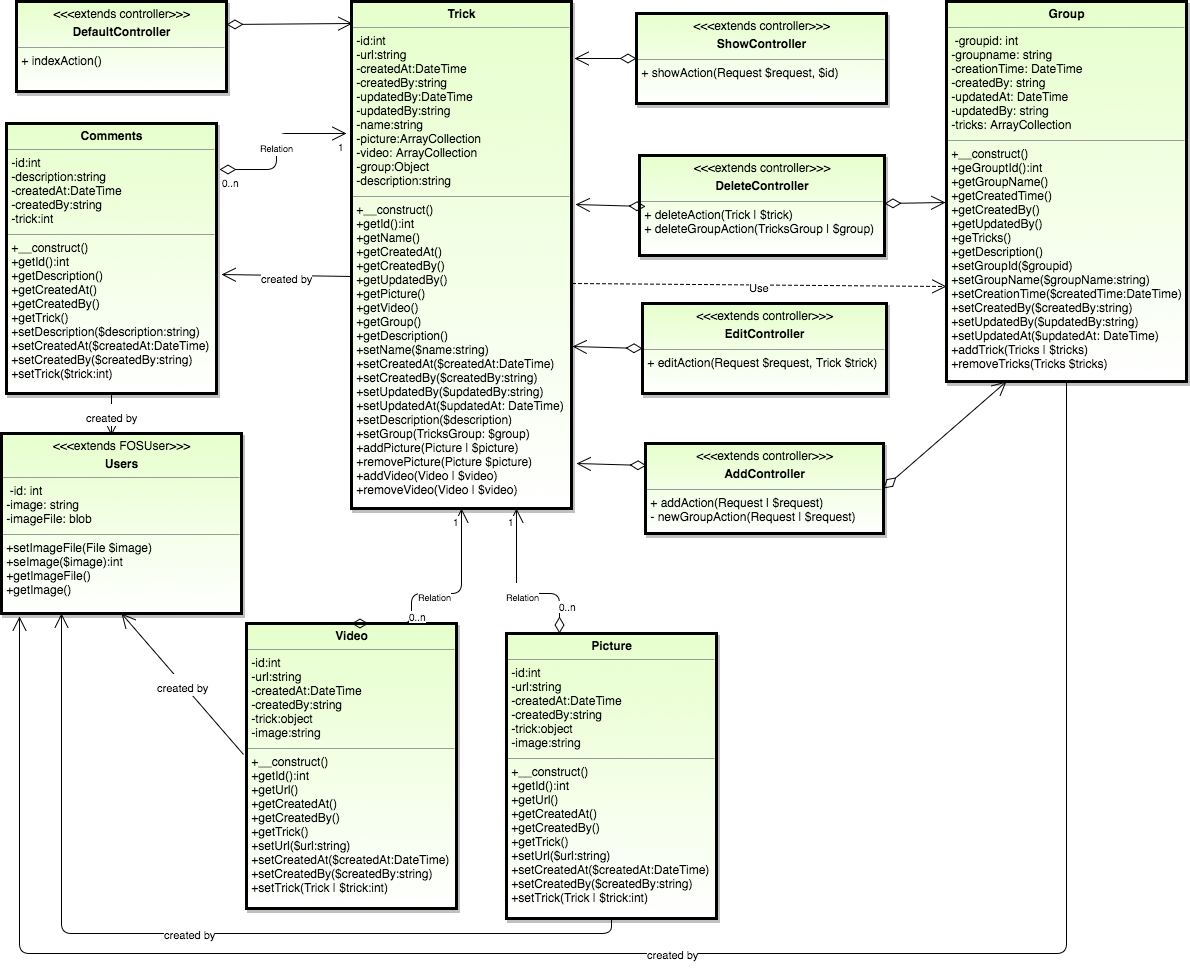 <<<extends controller>>>
DefaultController
+ indexAction()
Trick
-id:int
-url:string
-createdAt:DateTime
-createdBy:string
-updatedBy:DateTime
-updatedBy:string
-name:string
-picture:ArrayCollection
-video: ArrayCollection
-group:Object
-description:string
+__construct()
+getId():int
+getName()
+getCreatedAt()
+getCreatedBy()
+getUpdatedBy()
+getPicture()
+getVideo()
+getGroup()
+getDescription()
+setName($name:string)
+setCreatedAt($createdAt:DateTime)
+setCreatedBy($createdBy:string)
+setUpdatedBy($updatedBy:string)
+setUpdatedAt($updatedAt: DateTime)
+setDescription($description)
+setGroup(TricksGroup: $group)
+addPicture(Picture | $picture)
+removePicture(Picture $picture)
+addVideo(Video | $video)
+removeVideo(Video | $video)
<<<extends controller>>>
ShowController
+ showAction(Request $request, $id)
Group
-groupid: int
-groupname: string
-creationTime: DateTime
-createdBy: string
-updatedAt: DateTime
-updatedBy: string
-tricks: ArrayCollection
+__construct()
+geGrouptId():int
+getGroupName()
+getCreatedTime()
+getCreatedBy()
+getUpdatedBy()
+geTricks()
+getDescription()
+setGroupId($groupid)
+setGroupName($groupName:string)
+setCreationTime($createdTime:DateTime)
+setCreatedBy($createdBy:string)
+setUpdatedBy($updatedBy:string)
+setUpdatedAt($updatedAt: DateTime)
+addTrick(Tricks | $tricks)
+removeTricks(Tricks $tricks)
Comments
-id:int
-description:string
-createdAt:DateTime
-createdBy:string
-trick:int
+__construct()
+getId():int
+getDescription()
+getCreatedAt()
+getCreatedBy()
+getTrick()
+setDescription($description:string)
+setCreatedAt($createdAt:DateTime)
+setCreatedBy($createdBy:string)
+setTrick($trick:int)
Relation
1
0..n
<<<extends controller>>>
DeleteController
+ deleteAction(Trick | $trick)
+ deleteGroupAction(TricksGroup | $group)
created by
Use
<<<extends controller>>>
EditController
+ editAction(Request $request, Trick $trick)
created by
<<<extends FOSUser>>>
Users
-id: int
-image: string
-imageFile: blob
+setImageFile(File $image)
+seImage($image):int
+getImageFile()
+getImage()
<<<extends controller>>>
AddController
+ addAction(Request | $request)
- newGroupAction(Request | $request)
1
1
Relation
Relation
0..n
0..n
Video
-id:int
-url:string
-createdAt:DateTime
-createdBy:string
-trick:object
-image:string
+__construct()
+getId():int
+getUrl()
+getCreatedAt()
+getCreatedBy()
+getTrick()
+setUrl($url:string)
+setCreatedAt($createdAt:DateTime)
+setCreatedBy($createdBy:string)
+setTrick(Trick | $trick:int)
Picture
-id:int
-url:string
-createdAt:DateTime
-createdBy:string
-trick:object
-image:string
+__construct()
+getId():int
+getUrl()
+getCreatedAt()
+getCreatedBy()
+getTrick()
+setUrl($url:string)
+setCreatedAt($createdAt:DateTime)
+setCreatedBy($createdBy:string)
+setTrick(Trick | $trick:int)
created by
created by
created by